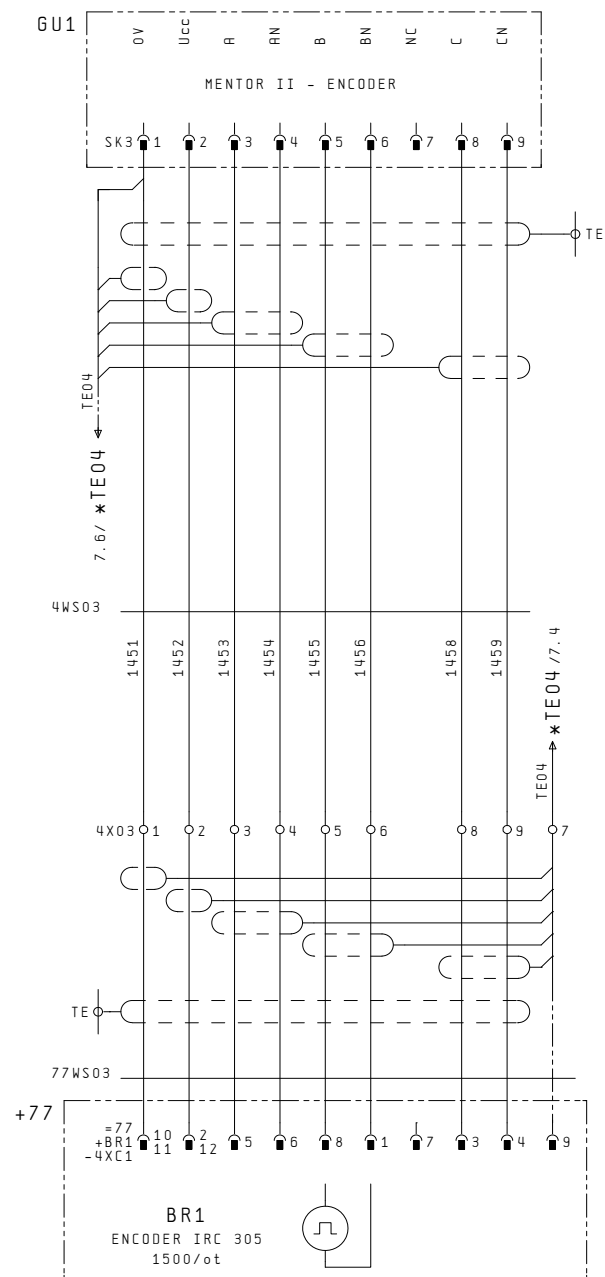 GU1
0V Ucc A AN B BN NC C CN
MENTOR II - ENCODER
SK3 1 2 3 4 5 6 7 8 9
TE
TE04
7.6/ *TE04
4WS03
1451 1452 1453 1454 1455 1456 1458 1459
*TE04 /7.4
TE04
4X03 1 2 3 4 5 6 8 9 7
TE
77WS03
+77
=77
+BR1
-4XC1
10 2
11 12 5 6 8 1 7 3 4 9
BR1
ENCODER IRC 305
1500/ot